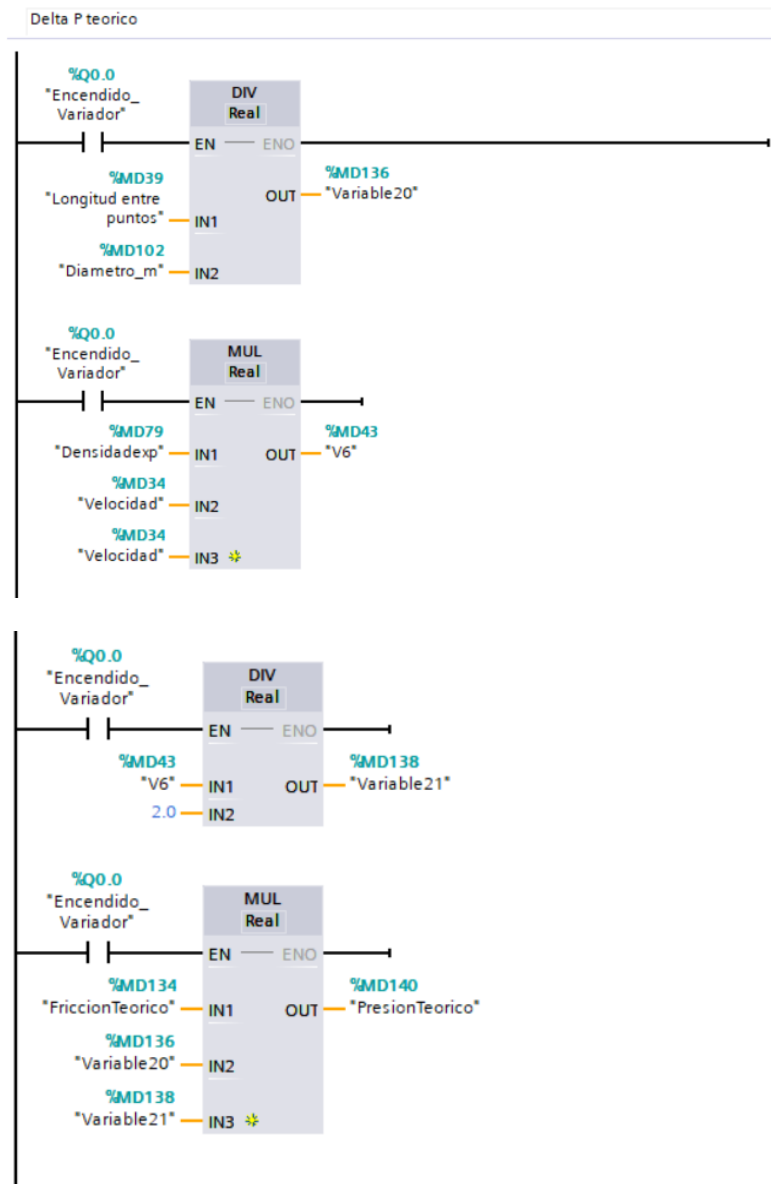 Delta P teorico
%Q0.0
"Encendido_
Variador"
DIV
Real
EN
ENO
%MD39
"Longitud entre
puntos"
IN1
OUT
%MD136
"Variable20"
%MD102
"Diametro_m"
IN2
%Q0.0
"Encendido_
Variador"
MUL
Real
EN
ENO
%MD79
"Densidadexp"
IN1
OUT
%MD43
"V6"
%MD34
"Velocidad"
IN2
%MD34
"Velocidad"
IN3
%Q0.0
"Encendido_
Variador"
DIV
Real
EN
ENO
%MD43
"V6"
IN1
OUT
%MD138
"Variable21"
2.0
IN2
%Q0.0
"Encendido_
Variador"
MUL
Real
EN
ENO
%MD134
"FriccionTeorico"
IN1
OUT
%MD140
"PresionTeorico"
%MD136
"Variable20"
IN2
%MD138
"Variable21"
IN3